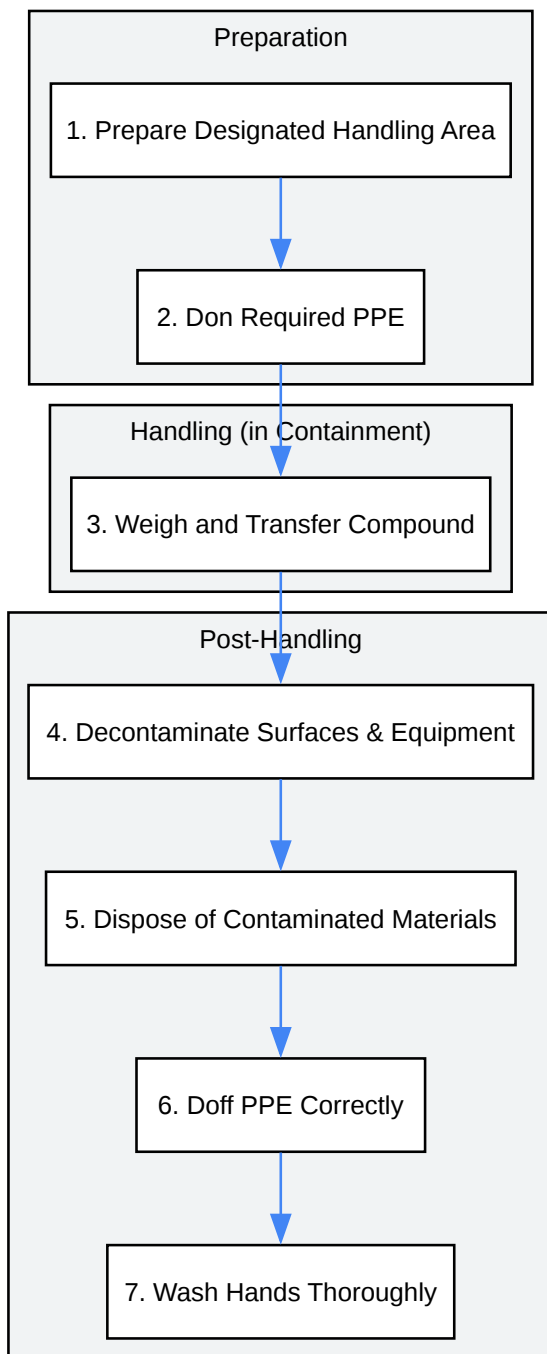 Preparation
1. Prepare Designated Handling Area
2. Don Required PPE
Handling (in Containment)
3. Weigh and Transfer Compound
Post-Handling
4. Decontaminate Surfaces & Equipment
5. Dispose of Contaminated Materials
6. Doff PPE Correctly
7. Wash Hands Thoroughly